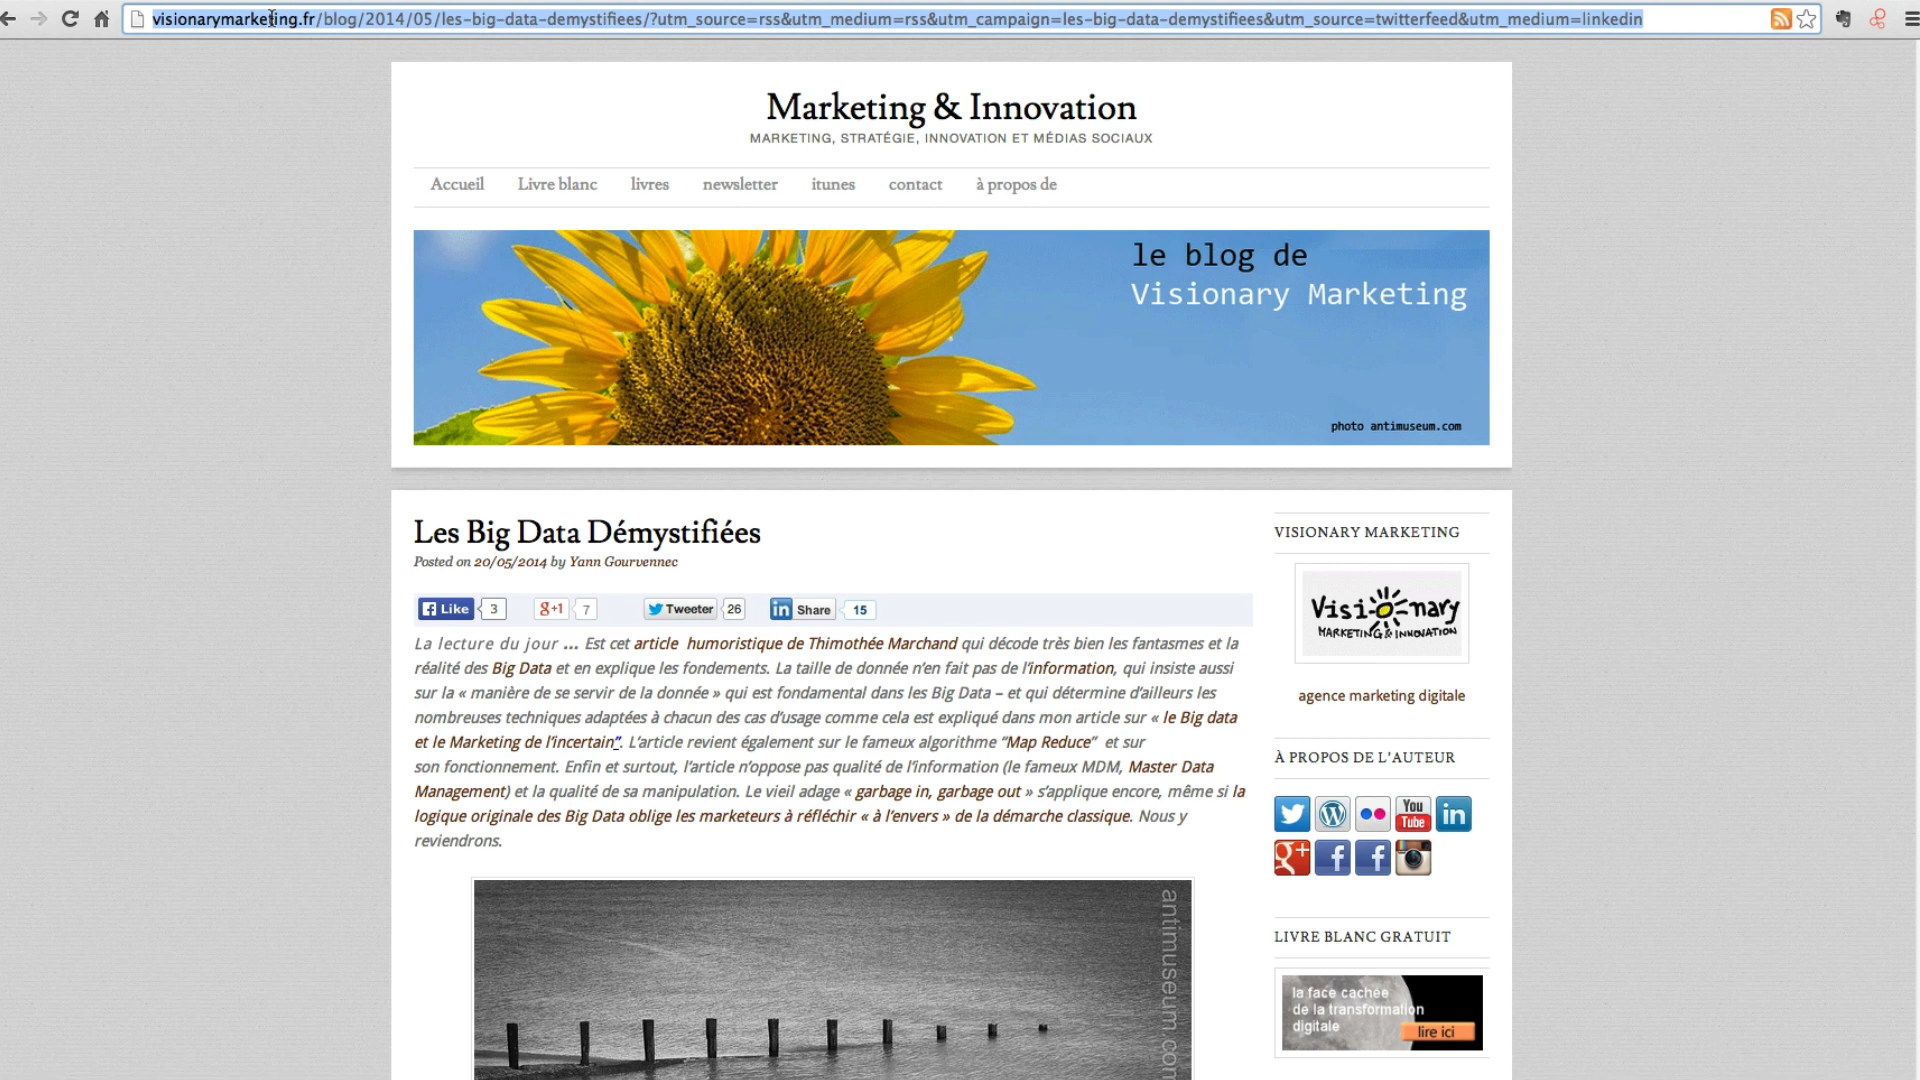 visionarymarketing.fr/blog/2014/05/les-big-data-demystifiees/?utm_source=rss&utm_medium=rss&utm_campaign=les-big-data-demystifiees&utm_source=twitterfeed&utm_medium=linkedin
Marketing & Innovation
MARKETING, STRATÉGIE, INNOVATION ET MÉDIAS SOCIAUX
Accueil Livre blanc livres newsletter itunes contact à propos de
le blog de
Visionary Marketing
photo antimuseum.com
Les Big Data Démystifiées
Posted on 20/05/2014 by Yann Gourvennec
Like 3 g+1 7 Tweeter 26 in Share 15
La lecture du jour ... Est cet article humoristique de Thimothée Marchand qui décode très bien les fantasmes et la
réalité des Big Data et en explique les fondements. La taille de donnée n'en fait pas de l'information, qui insiste aussi
sur la « manière de se servir de la donnée » qui est fondamental dans les Big Data – et qui détermine d'ailleurs les
nombreuses techniques adaptées à chacun des cas d'usage comme cela est expliqué dans mon article sur « le Big data
et le Marketing de l'incertain”. L'article revient également sur le fameux algorithme “Map Reduce” et sur
son fonctionnement. Enfin et surtout, l'article n'oppose pas qualité de l'information (le fameux MDM, Master Data
Management) et la qualité de sa manipulation. Le vieil adage « garbage in, garbage out » s'applique encore, même si la
logique originale des Big Data oblige les marketeurs à réfléchir « à l'envers » de la démarche classique. Nous y
reviendrons.
antimuseum.com
VISIONARY MARKETING
Visionary
MARKETING & INNOVATION
agence marketing digitale
À PROPOS DE L'AUTEUR
You
Tube
in
g+
LIVRE BLANC GRATUIT
la face cachée
de la transformation
digitale
lire ici